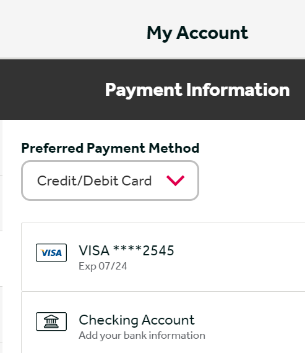 My Account
Payment Information
Preferred Payment Method
Credit/Debit Card
VISA VISA ****2545
Exp 07/24
Checking Account
Add your bank information